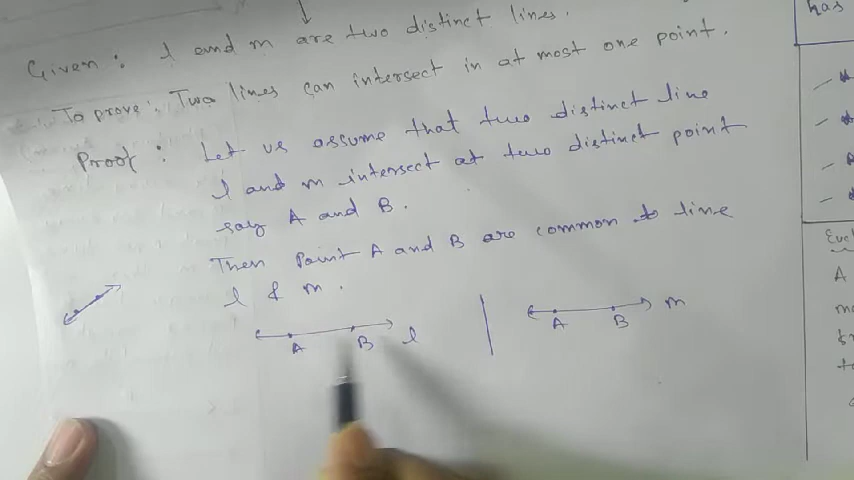 Given : l and m are two distinct lines.
To prove : Two lines can intersect in at most one point.
Proof : Let us assume that two distinct line
l and m intersect at two distinct point
say A and B.
Then Point A and B are common to line
l & m.
A B l
A B m
has
Eucl
A